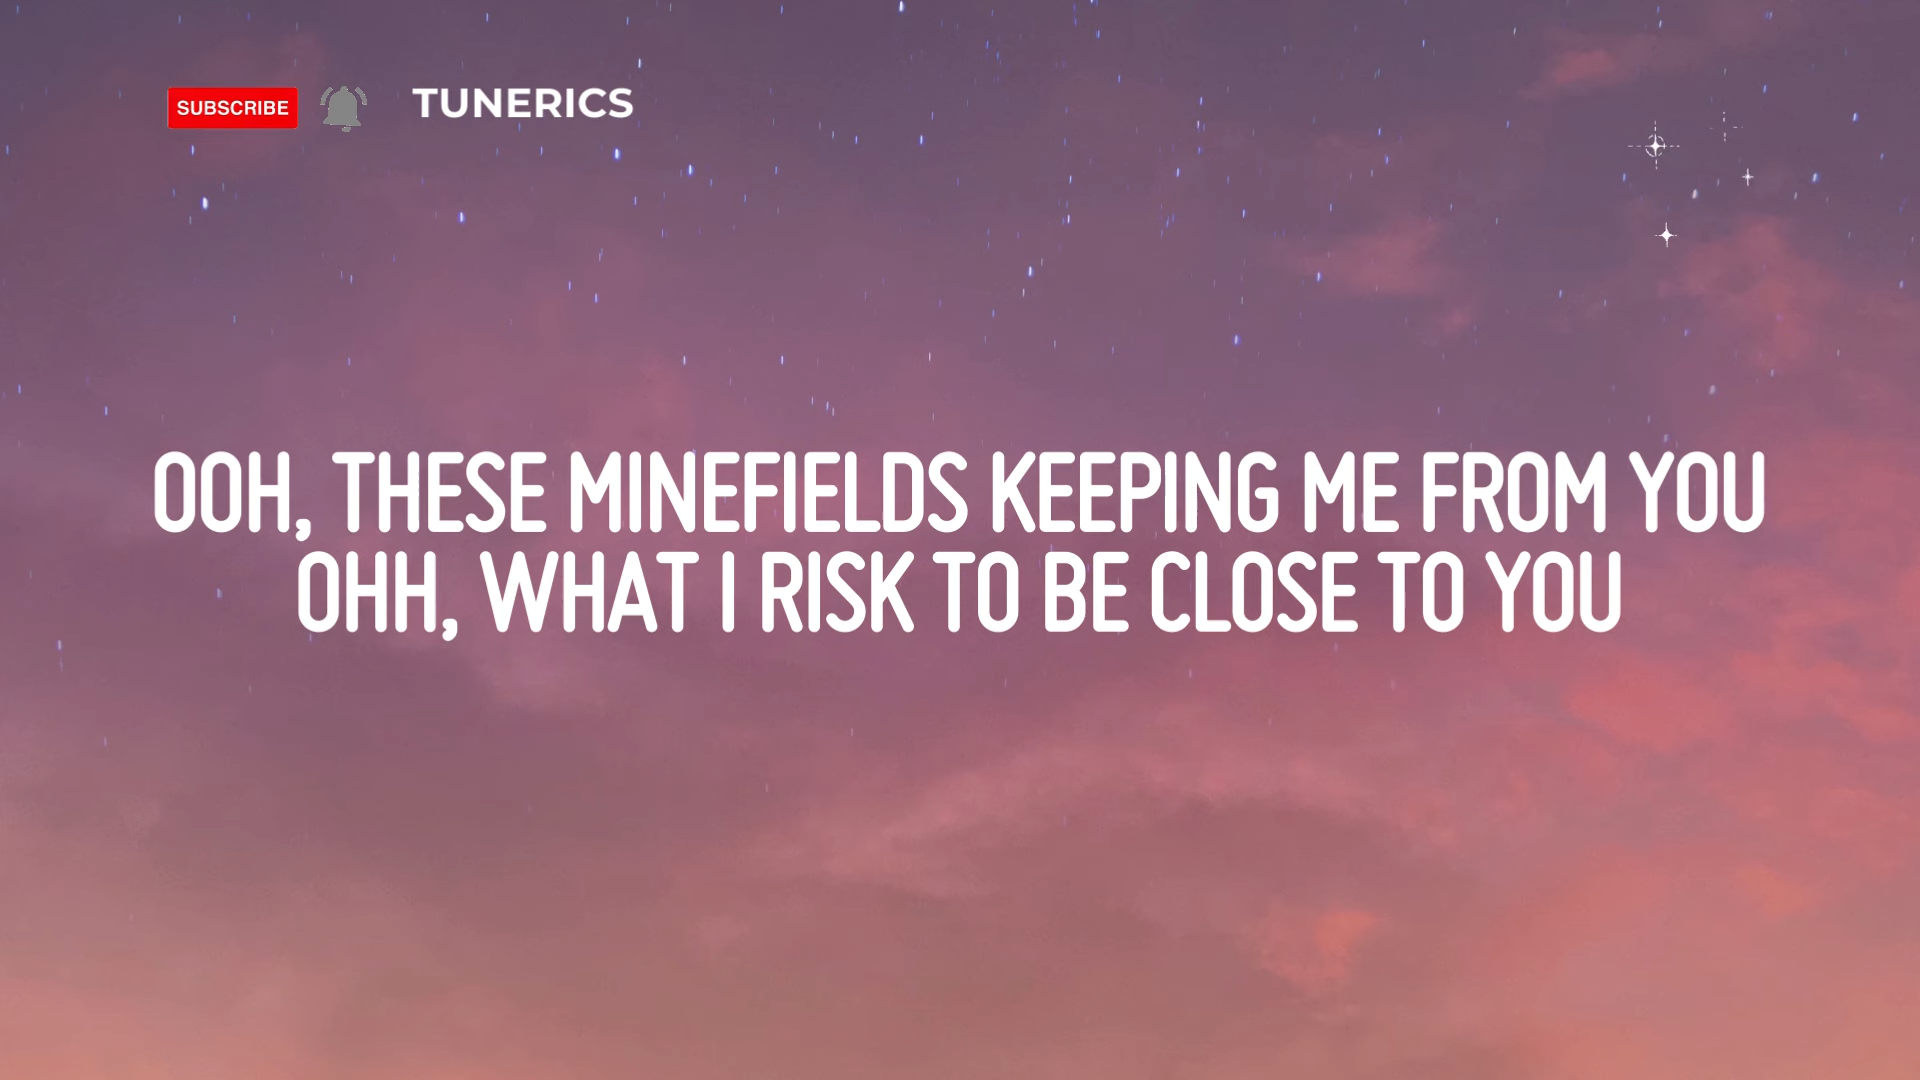 SUBSCRIBE
TUNERICS
OOH, THESE MINEFIELDS KEEPING ME FROM YOU
OHH, WHAT I RISK TO BE CLOSE TO YOU